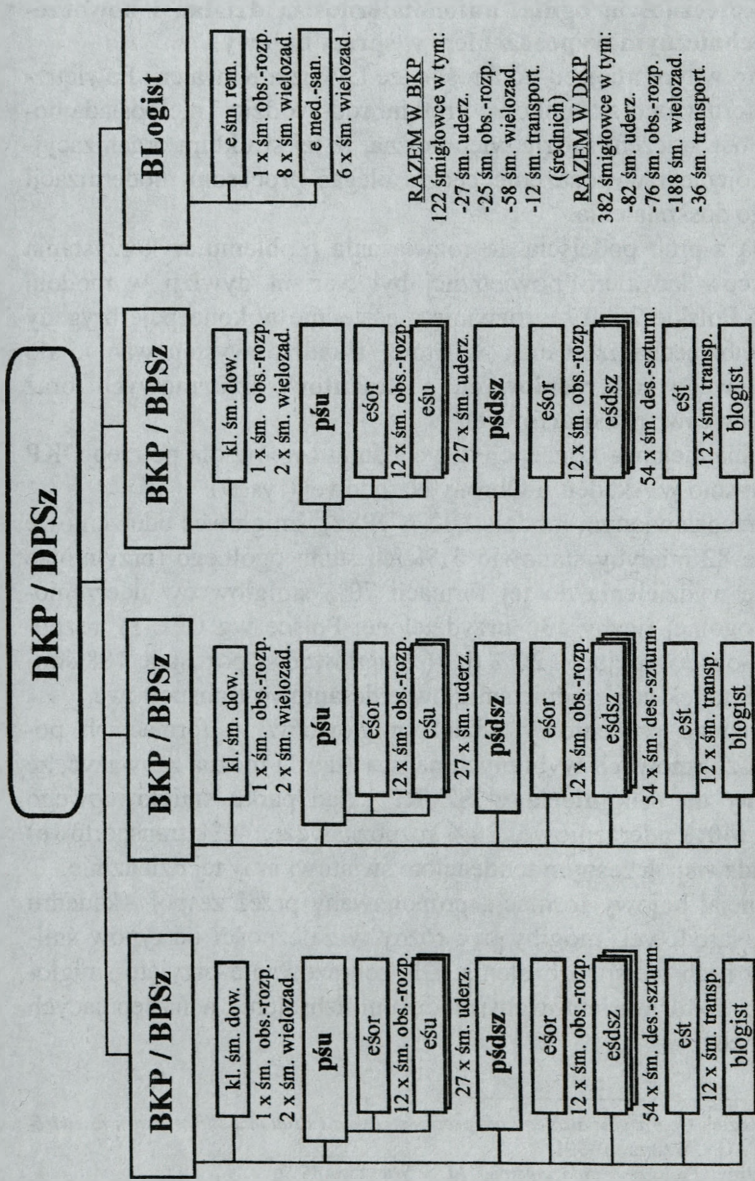 DKP / DPSz
BKP / BPSz
kl. śm. dow.
1 x śm. obs.-rozp.
2 x śm. wielozad.
pśu
eśor
12 x śm. obs.-rozp.
eśu
27 x śm. uderz.
pśdsz
eśor
12 x śm. obs.-rozp.
eśdsz
54 x śm. des.-szturm.
eśt
12 x śm. transp.
blogist
BKP / BPSz
kl. śm. dow.
1 x śm. obs.-rozp.
2 x śm. wielozad.
pśu
eśor
12 x śm. obs.-rozp.
eśu
27 x śm. uderz.
pśdsz
eśor
12 x śm. obs.-rozp.
eśdsz
54 x śm. des.-szturm.
eśt
12 x śm. transp.
blogist
BKP / BPSz
kl. śm. dow.
1 x śm. obs.-rozp.
2 x śm. wielozad.
pśu
eśor
12 x śm. obs.-rozp.
eśu
27 x śm. uderz.
pśdsz
eśor
12 x śm. obs.-rozp.
eśdsz
54 x śm. des.-szturm.
eśt
12 x śm. transp.
blogist
Blogist
e śm. rem.
1 x śm. obs.-rozp.
8 x śm. wielozad.
e med.-san.
6 x śm. wielozad.
RAZEM W BKP
122 śmigłowce w tym:
-27 śm. uderz.
-25 śm. obs.-rozp.
-58 śm. wielozad.
-12 śm. transport.
(średnich)
RAZEM W DKP
382 śmigłowce w tym:
-82 śm. uderz.
-76 śm. obs.-rozp.
-188 śm. wielozad.
-36 śm. transport.